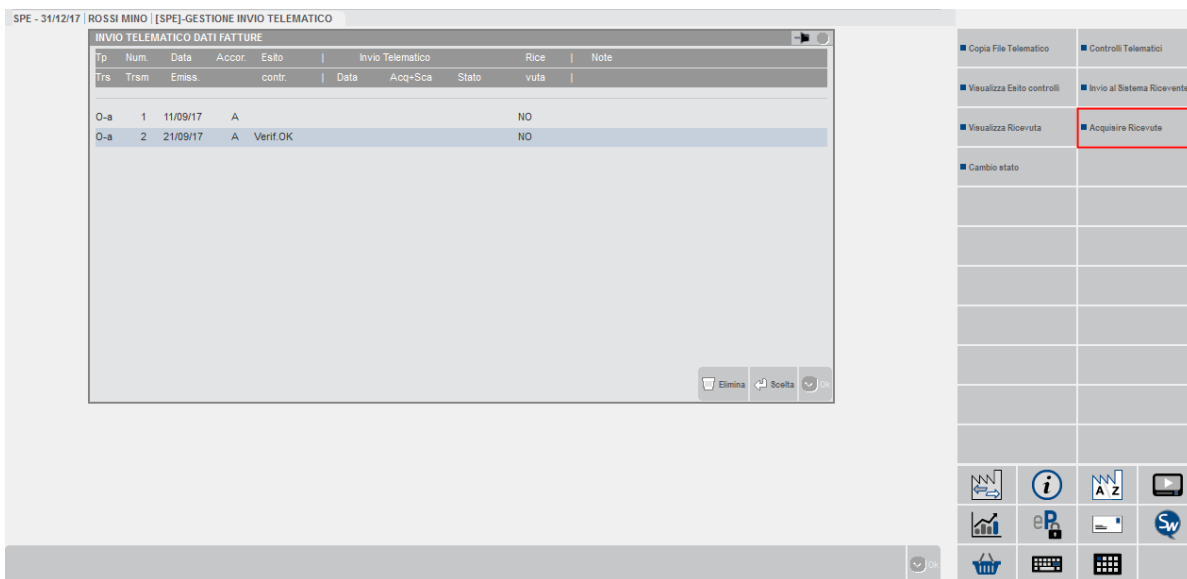 SPE - 31/12/17 | ROSSI MINO | [SPE]-GESTIONE INVIO TELEMATICO
INVIO TELEMATICO DATI FATTURE
Tp Num. Data Accor. Esito | Invio Telematico Rice | Note
Trs Trsm Emiss. contr. | Data Acq+Sca Stato vuta |
O-a 1 11/09/17 A NO
O-a 2 21/09/17 A Verif.OK NO
Elimina Scelta Ok
Copia File Telematico Controlli Telematici
Visualizza Esito controlli Invio al Sistema Ricevente
Visualizza Ricevuta Acquisire Ricevute
Cambio stato
i A Z
eP Sw
Ok